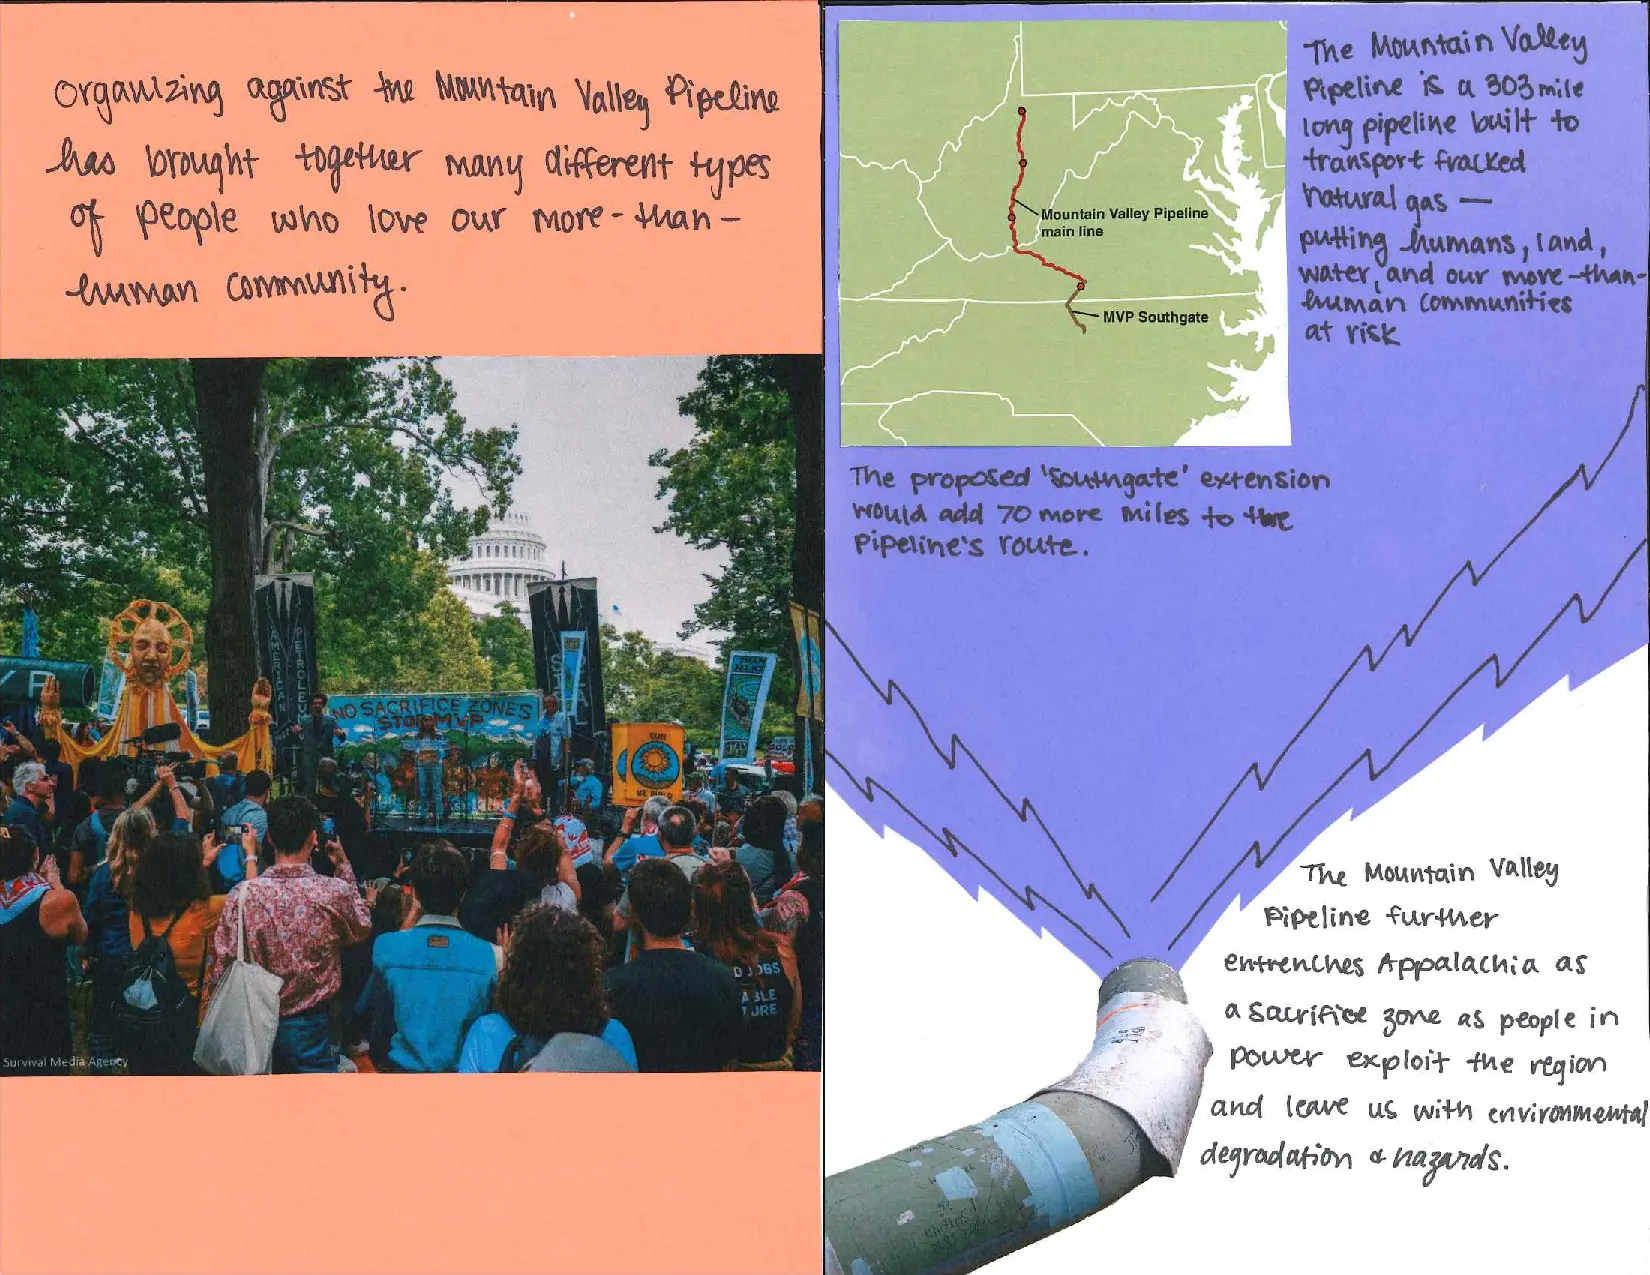 Organizing against the Mountain Valley Pipeline
has brought together many different types
of people who love our more-than-
human community.
AMERICAN
PETROLEUM
NO SACRIFICE ZONES
STOP MVP
SUN
Survival Media Agency
Mountain Valley Pipeline
main line
MVP Southgate
The Mountain Valley
Pipeline is a 303 mile
long pipeline built to
transport fracked
natural gas —
putting humans, land,
water, and our more-than-
human communities
at risk
The proposed 'Southgate' extension
would add 70 more miles to the
pipeline's route.
The Mountain Valley
Pipeline further
entrenches Appalachia as
a sacrifice zone as people in
power exploit the region
and leave us with environmental
degradation & hazards.